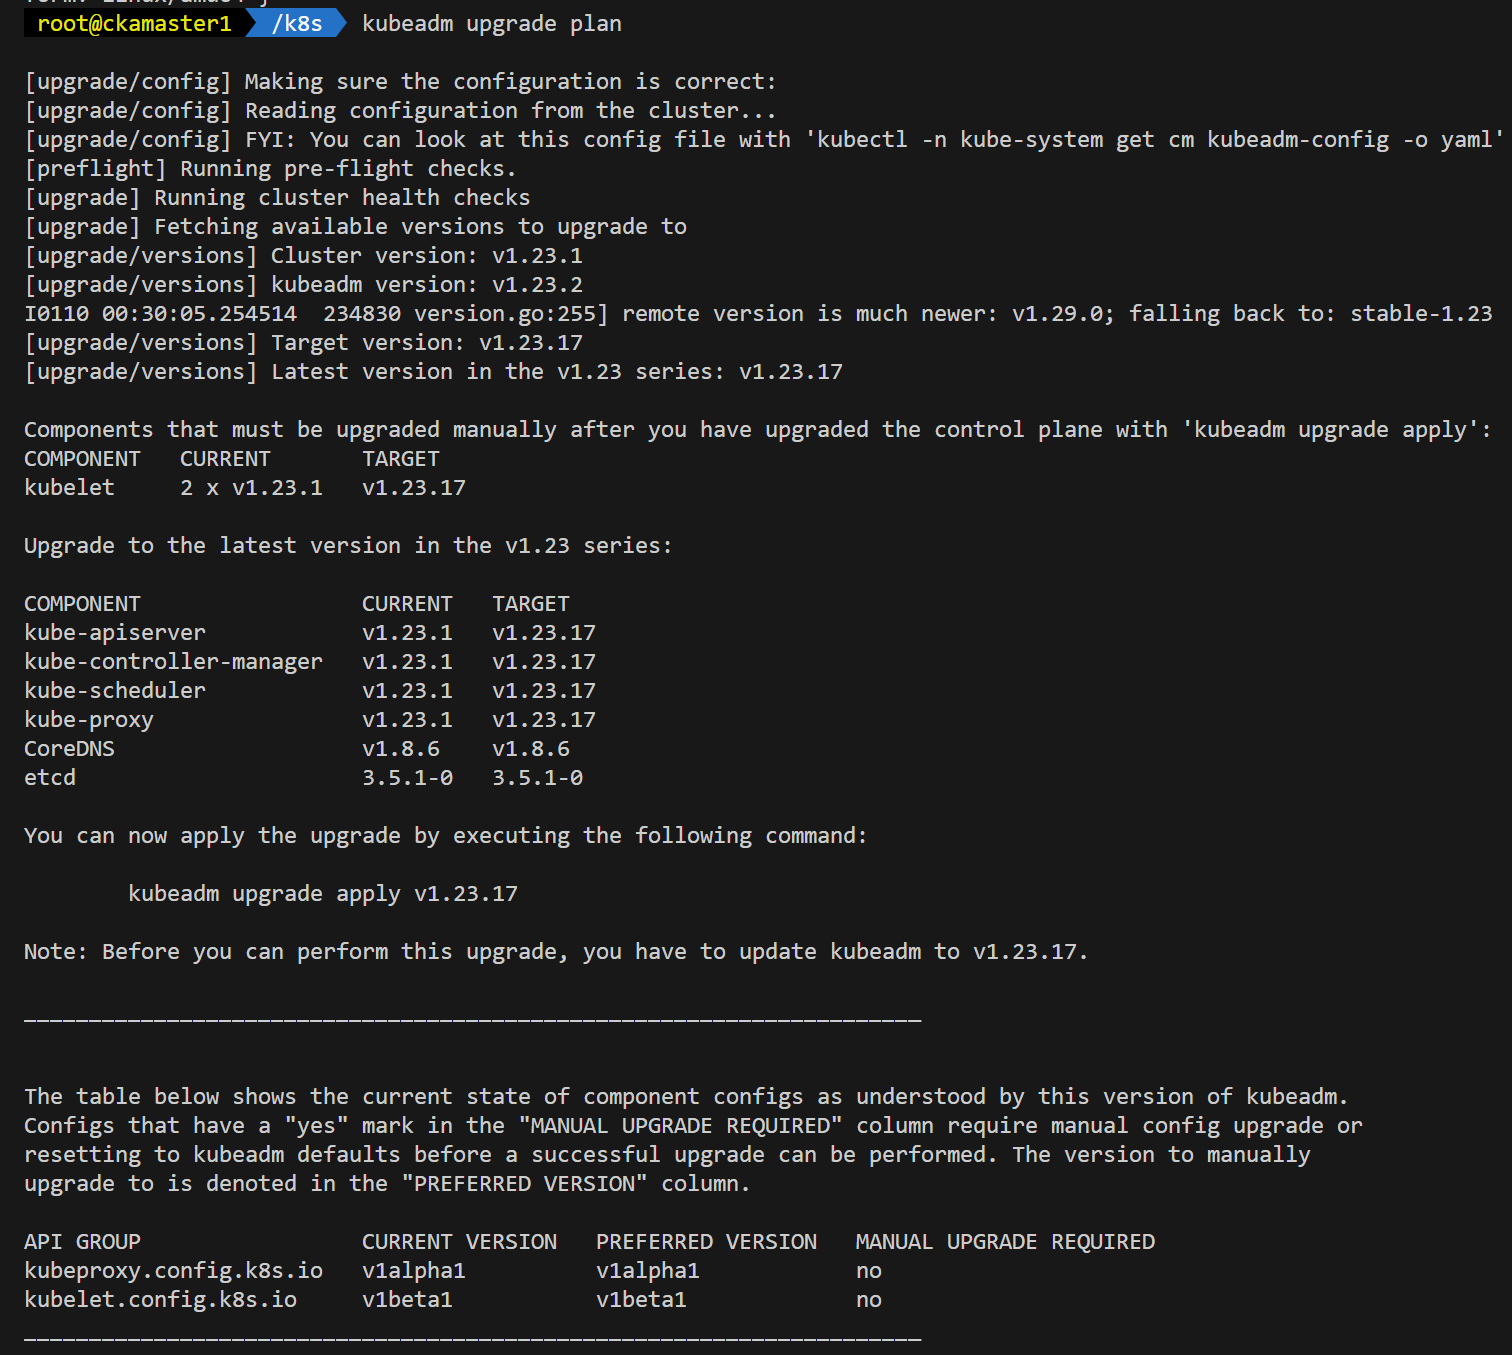 root@ckamaster1 /k8s kubeadm upgrade plan
[upgrade/config] Making sure the configuration is correct:
[upgrade/config] Reading configuration from the cluster...
[upgrade/config] FYI: You can look at this config file with 'kubectl -n kube-system get cm kubeadm-config -o yaml'
[preflight] Running pre-flight checks.
[upgrade] Running cluster health checks
[upgrade] Fetching available versions to upgrade to
[upgrade/versions] Cluster version: v1.23.1
[upgrade/versions] kubeadm version: v1.23.2
I0110 00:30:05.254514  234830 version.go:255] remote version is much newer: v1.29.0; falling back to: stable-1.23
[upgrade/versions] Target version: v1.23.17
[upgrade/versions] Latest version in the v1.23 series: v1.23.17
Components that must be upgraded manually after you have upgraded the control plane with 'kubeadm upgrade apply':
COMPONENT   CURRENT       TARGET
kubelet     2 x v1.23.1   v1.23.17
Upgrade to the latest version in the v1.23 series:
COMPONENT                 CURRENT   TARGET
kube-apiserver            v1.23.1   v1.23.17
kube-controller-manager   v1.23.1   v1.23.17
kube-scheduler            v1.23.1   v1.23.17
kube-proxy                v1.23.1   v1.23.17
CoreDNS                   v1.8.6    v1.8.6
etcd                      3.5.1-0   3.5.1-0
You can now apply the upgrade by executing the following command:
kubeadm upgrade apply v1.23.17
Note: Before you can perform this upgrade, you have to update kubeadm to v1.23.17.
_____________________________________________________________________
The table below shows the current state of component configs as understood by this version of kubeadm.
Configs that have a "yes" mark in the "MANUAL UPGRADE REQUIRED" column require manual config upgrade or
resetting to kubeadm defaults before a successful upgrade can be performed. The version to manually
upgrade to is denoted in the "PREFERRED VERSION" column.
API GROUP                 CURRENT VERSION   PREFERRED VERSION   MANUAL UPGRADE REQUIRED
kubeproxy.config.k8s.io   v1alpha1          v1alpha1            no
kubelet.config.k8s.io     v1beta1           v1beta1             no
_____________________________________________________________________